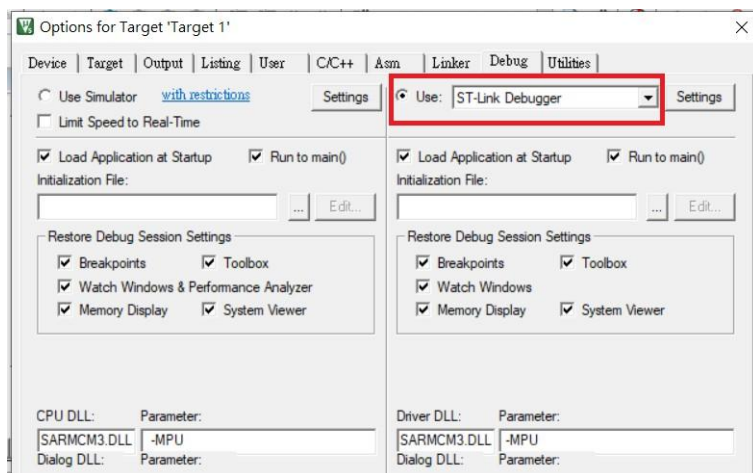 Options for Target 'Target 1'
Device Target Output Listing User C/C++ Asm Linker Debug Utilities
Use Simulator with restrictions Settings Use: ST-Link Debugger Settings
Limit Speed to Real-Time
Load Application at Startup Run to main() Load Application at Startup Run to main()
Initialization File: Initialization File:
... Edit... ... Edit...
Restore Debug Session Settings Restore Debug Session Settings
Breakpoints Toolbox Breakpoints Toolbox
Watch Windows & Performance Analyzer Watch Windows
Memory Display System Viewer Memory Display System Viewer
CPU DLL: Parameter: Driver DLL: Parameter:
SARMCM3.DLL -MPU SARMCM3.DLL -MPU
Dialog DLL: Parameter: Dialog DLL: Parameter: